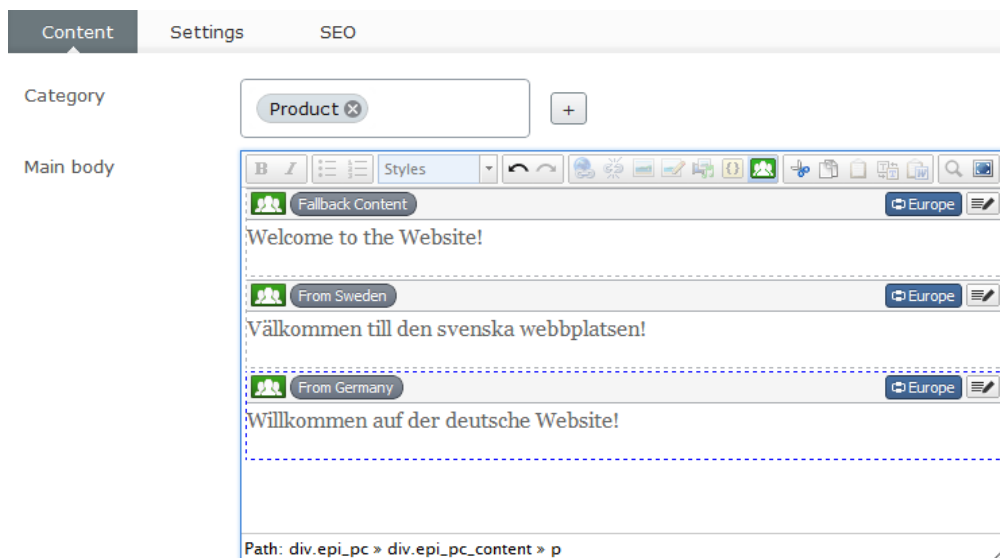 Content Settings SEO
Category Product +
Main body
B I Styles {} W
Fallback Content Europe
Welcome to the Website!
From Sweden Europe
Välkommen till den svenska webbplatsen!
From Germany Europe
Willkommen auf der deutsche Website!
Path: div.epi_pc » div.epi_pc_content » p